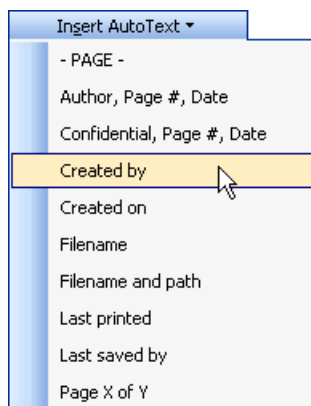 Insert AutoText
- PAGE -
Author, Page #, Date
Confidential, Page #, Date
Created by
Created on
Filename
Filename and path
Last printed
Last saved by
Page X of Y